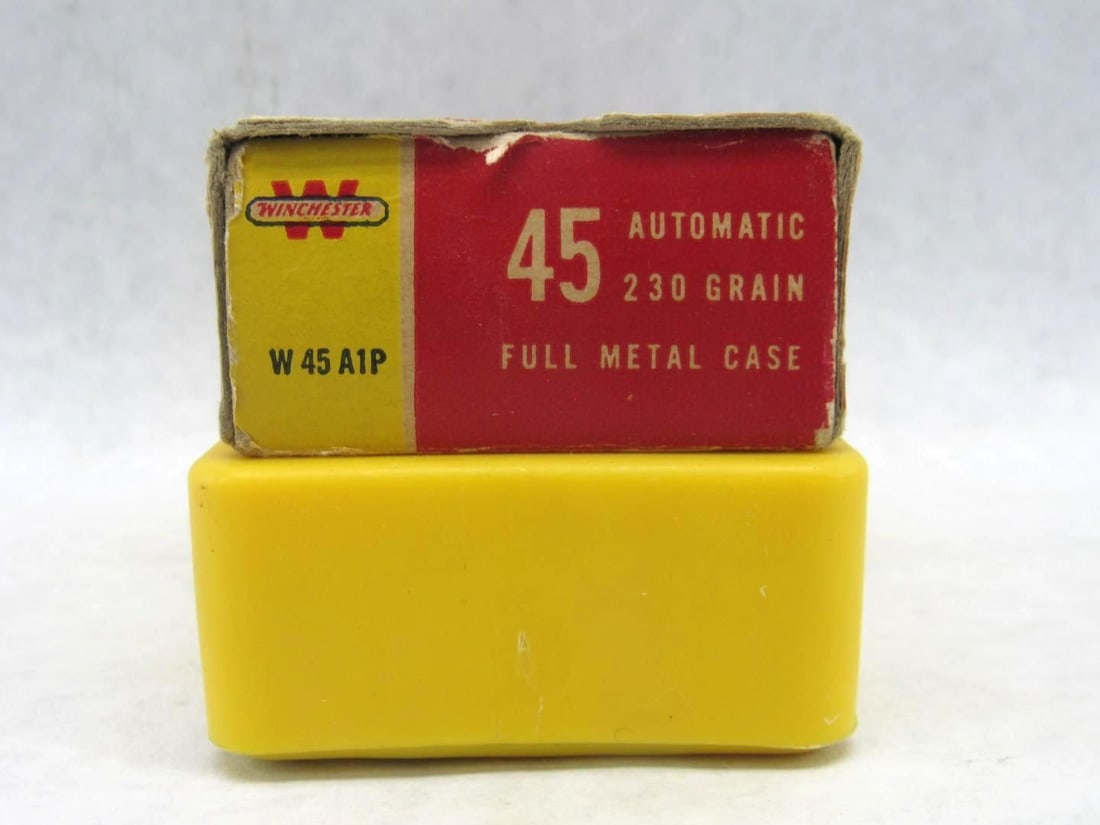 W
WINCHESTER
W 45 A1P
45 AUTOMATIC
230 GRAIN
FULL METAL CASE